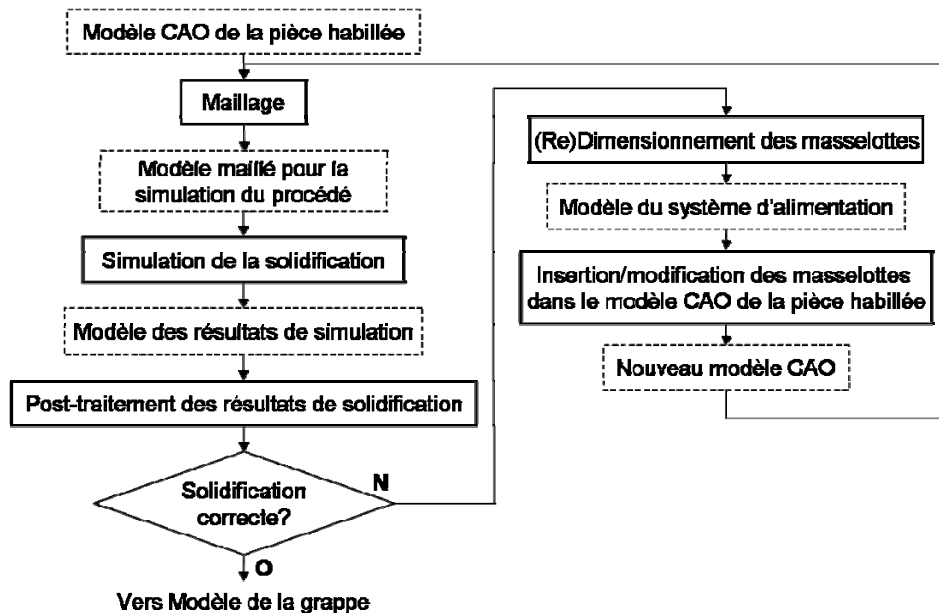 Modèle CAO de la pièce habillée
Maillage
Modèle maillé pour la
simulation du procédé
Simulation de la solidification
Modèle des résultats de simulation
Post-traitement des résultats de solidification
Solidification
correcte?
N
O
Vers Modèle de la grappe
(Re)Dimensionnement des masselottes
Modèle du système d'alimentation
Insertion/modification des masselottes
dans le modèle CAO de la pièce habillée
Nouveau modèle CAO